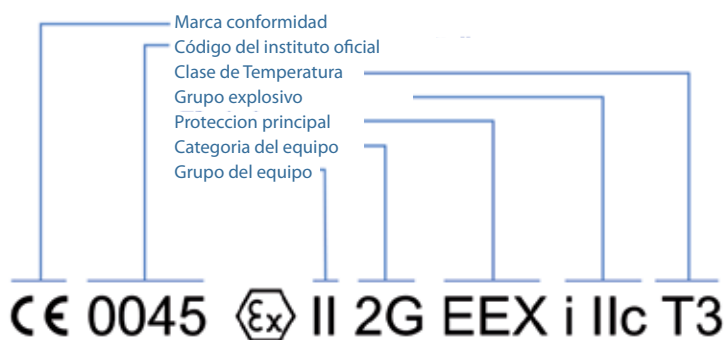 Marca conformidad
Código del instituto oficial
Clase de Temperatura
Grupo explosivo
Proteccion principal
Categoria del equipo
Grupo del equipo
CE 0045 Ex II 2G EEX i IIc T3